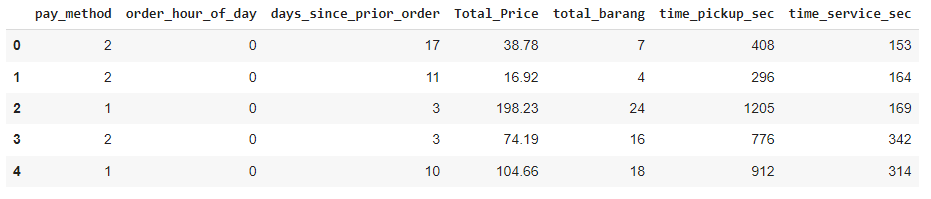 pay_method order_hour_of_day days_since_prior_order Total_Price total_barang time_pickup_sec time_service_sec
0 2 0 17 38.78 7 408 153
1 2 0 11 16.92 4 296 164
2 1 0 3 198.23 24 1205 169
3 2 0 3 74.19 16 776 342
4 1 0 10 104.66 18 912 314